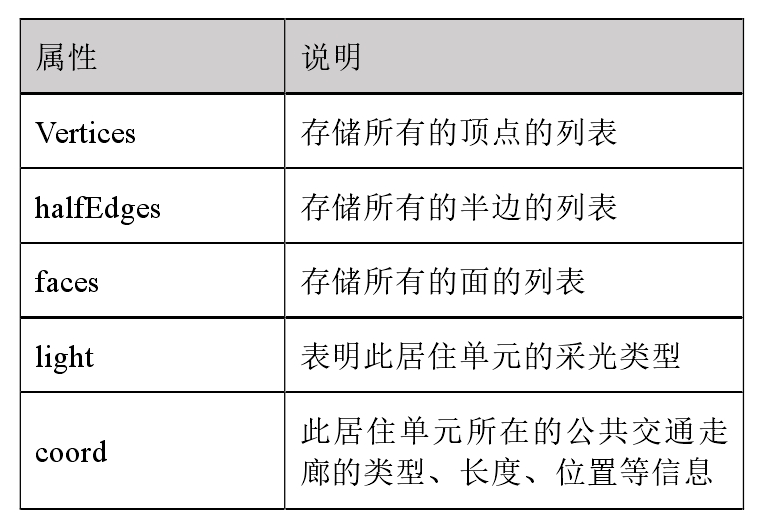 属性 说明
Vertices 存储所有的顶点的列表
halfEdges 存储所有的半边的列表
faces 存储所有的面的列表
light 表明此居住单元的采光类型
coord 此居住单元所在的公共交通走
廊的类型、长度、位置等信息